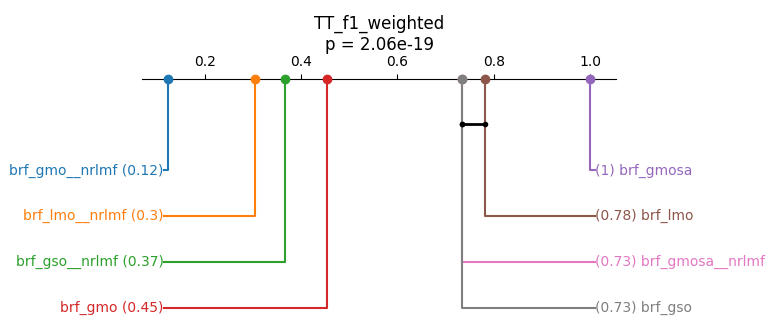 TT_f1_weighted
p = 2.06e-19
0.2 0.4 0.6 0.8 1.0
brf_gmo__nrlmf (0.12) (1) brf_gmosa
brf_lmo__nrlmf (0.3) (0.78) brf_lmo
brf_gso__nrlmf (0.37) (0.73) brf_gmosa__nrlmf
brf_gmo (0.45) (0.73) brf_gso